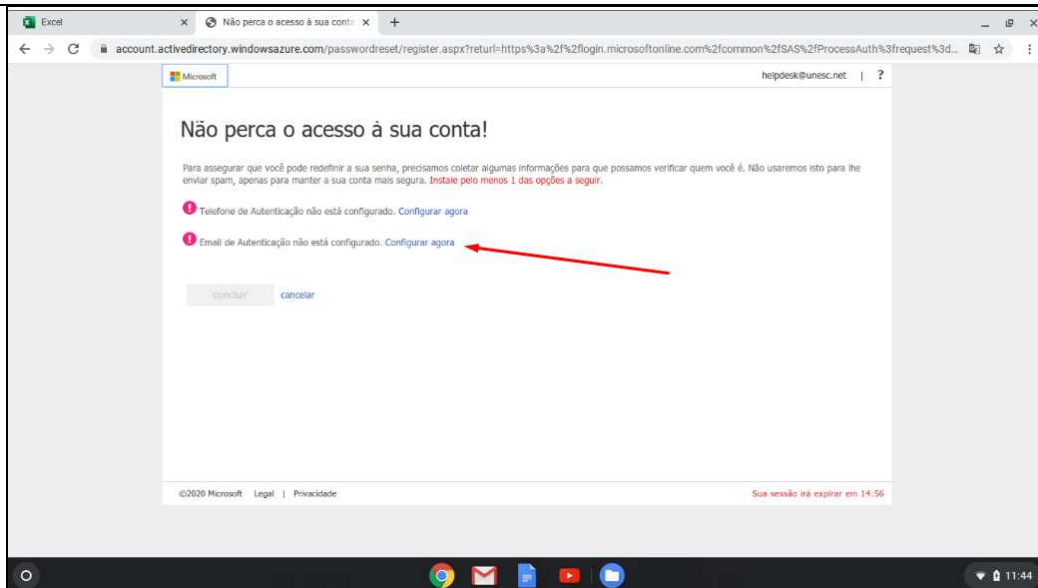 Excel
Não perca o acesso à sua conta
account.activedirectory.windowsazure.com/passwordreset/register.aspx?returl=https%3a%2f%2flogin.microsoftonline.com%2fcommon%2fSAS%2fProcessAuth%3frequest%3d...
Microsoft
helpdesk@unesc.net | ?
Não perca o acesso à sua conta!
Para assegurar que você pode redefinir a sua senha, precisamos coletar algumas informações para que possamos verificar quem você é. Não usaremos isto para lhe
enviar spam, apenas para manter a sua conta mais segura. Instale pelo menos 1 das opções a seguir.
Telefone de Autenticação não está configurado. Configurar agora
Email de Autenticação não está configurado. Configurar agora
concluir cancelar
©2020 Microsoft Legal | Privacidade
Sua sessão irá expirar em 14:56
11:44